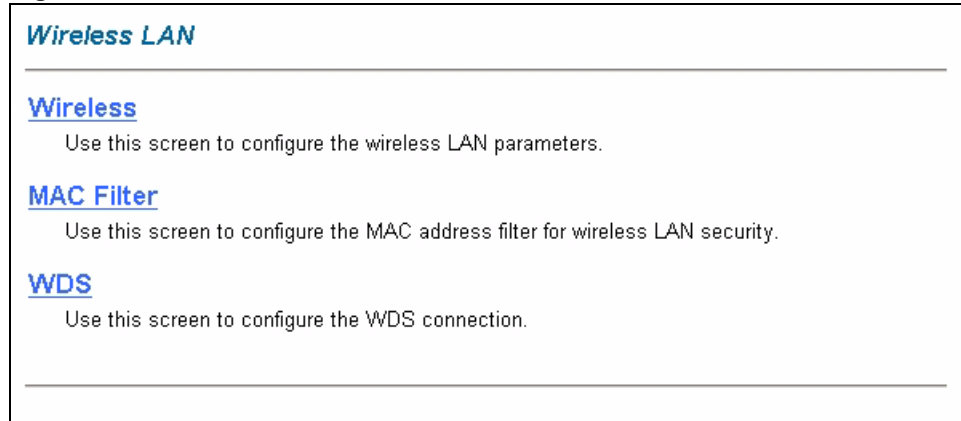 Wireless LAN
Wireless
Use this screen to configure the wireless LAN parameters.
MAC Filter
Use this screen to configure the MAC address filter for wireless LAN security.
WDS
Use this screen to configure the WDS connection.